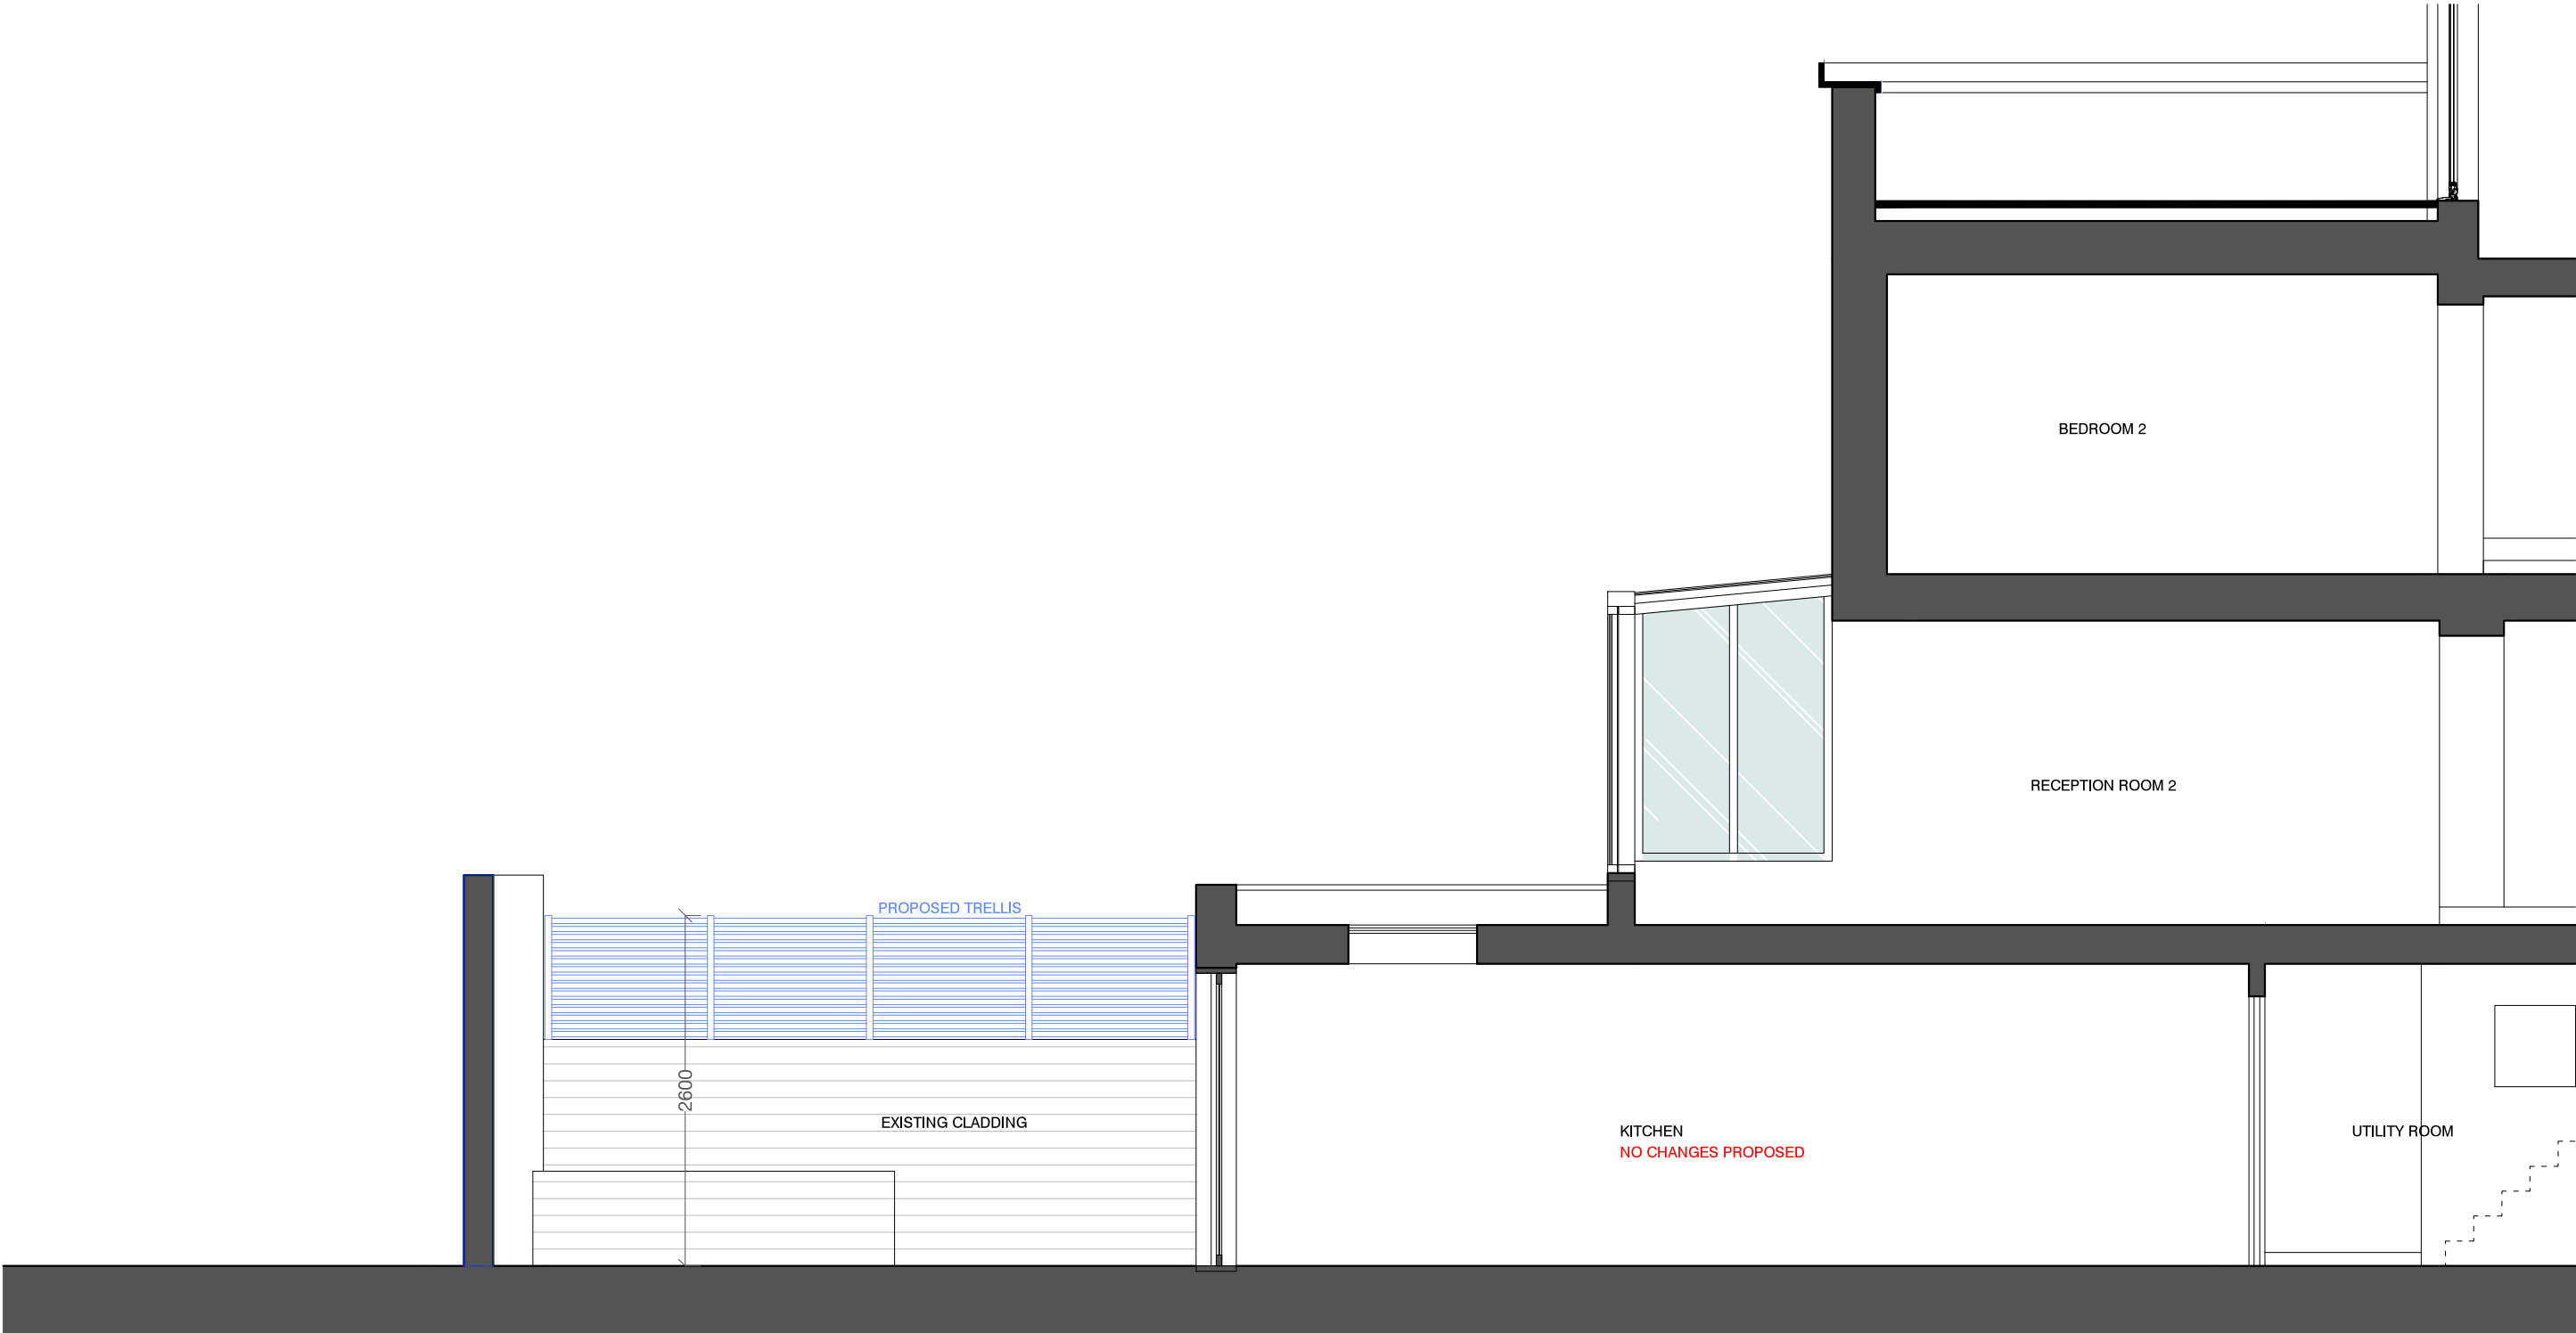 BEDROOM 2
RECEPTION ROOM 2
PROPOSED TRELLIS
2600
EXISTING CLADDING
KITCHEN
NO CHANGES PROPOSED
UTILITY ROOM